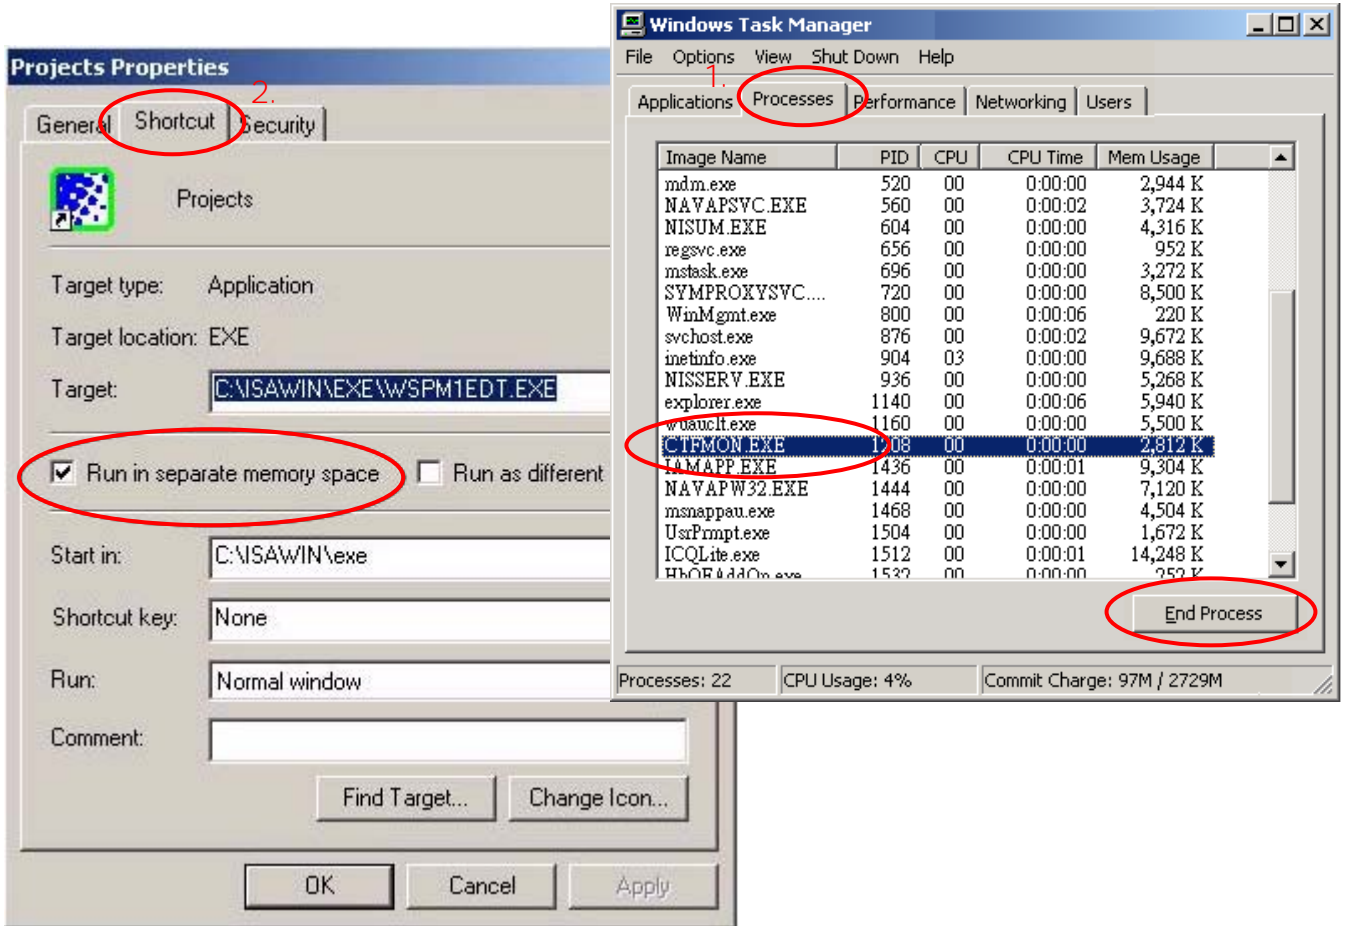 Projects Properties
2.
General Shortcut Security
Projects
Target type: Application
Target location: EXE
Target: C:\ISAWIN\EXE\WSPM1EDT.EXE
Run in separate memory space Run as different
Start in: C:\ISAWIN\exe
Shortcut key: None
Run: Normal window
Comment:
Find Target... Change Icon...
OK Cancel Apply
Windows Task Manager
File Options View Shut Down Help
1.
Applications Processes Performance Networking Users
Image Name PID CPU CPU Time Mem Usage
mdm.exe 520 00 0:00:00 2,944 K
NAVAPSVC.EXE 560 00 0:00:02 3,724 K
NISUM.EXE 604 00 0:00:00 4,316 K
regsvc.exe 656 00 0:00:00 952 K
mstask.exe 696 00 0:00:00 3,272 K
SYMPROXYSVC.... 720 00 0:00:00 8,500 K
WinMgmt.exe 800 00 0:00:06 220 K
svchost.exe 876 00 0:00:02 9,672 K
inetinfo.exe 904 03 0:00:00 9,688 K
NISSERV.EXE 936 00 0:00:00 5,268 K
explorer.exe 1140 00 0:00:06 5,940 K
wuauclt.exe 1160 00 0:00:00 5,500 K
CTFMON.EXE 1208 00 0:00:00 2,812 K
IAMAPP.EXE 1436 00 0:00:01 9,304 K
NAVAPW32.EXE 1444 00 0:00:00 7,120 K
msnappau.exe 1468 00 0:00:00 4,504 K
UsrPrmpt.exe 1504 00 0:00:00 1,672 K
ICQLite.exe 1512 00 0:00:01 14,248 K
HbOEAddOn.exe 1532 00 0:00:00 252 K
End Process
Processes: 22 CPU Usage: 4% Commit Charge: 97M / 2729M